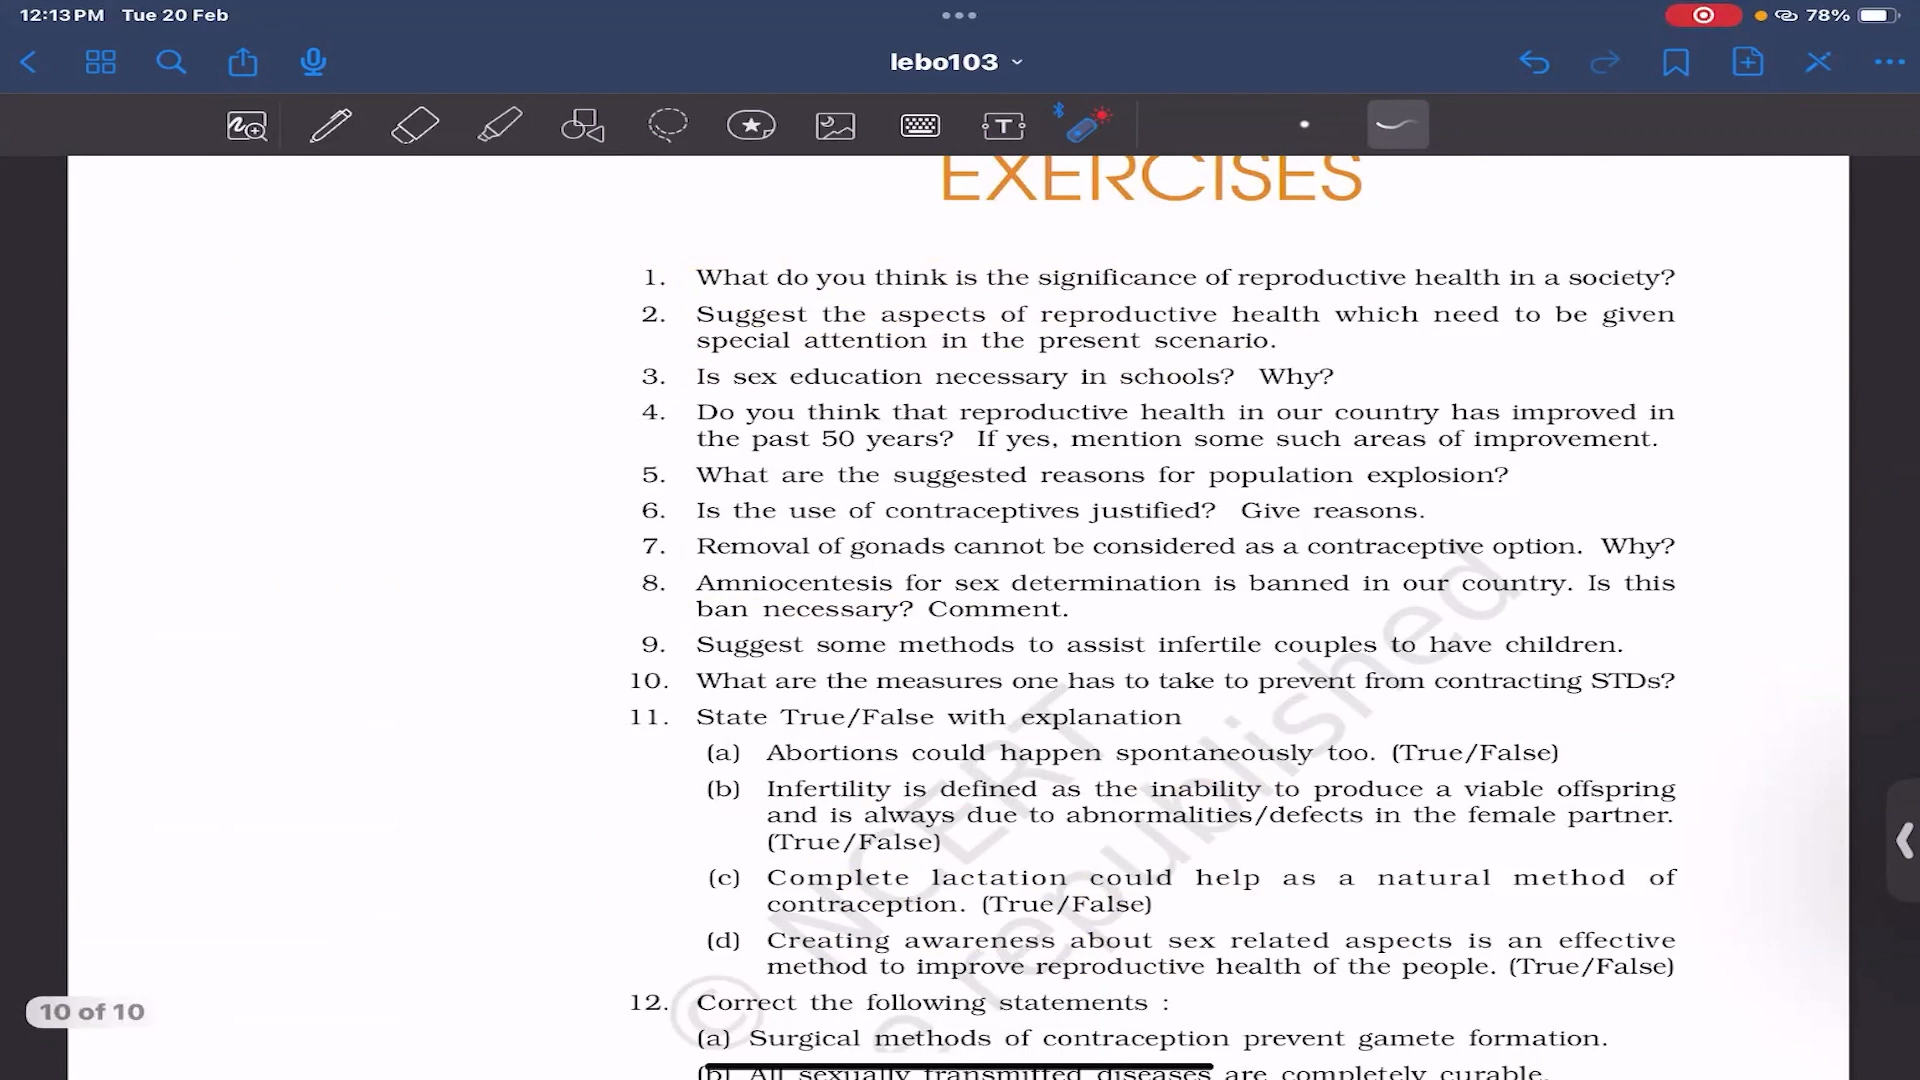 12:13 PM Tue 20 Feb
78%
lebo103
EXERCISES
1. What do you think is the significance of reproductive health in a society?
2. Suggest the aspects of reproductive health which need to be given
special attention in the present scenario.
3. Is sex education necessary in schools? Why?
4. Do you think that reproductive health in our country has improved in
the past 50 years? If yes, mention some such areas of improvement.
5. What are the suggested reasons for population explosion?
6. Is the use of contraceptives justified? Give reasons.
7. Removal of gonads cannot be considered as a contraceptive option. Why?
8. Amniocentesis for sex determination is banned in our country. Is this
ban necessary? Comment.
9. Suggest some methods to assist infertile couples to have children.
10. What are the measures one has to take to prevent from contracting STDs?
11. State True/False with explanation
(a) Abortions could happen spontaneously too. (True/False)
(b) Infertility is defined as the inability to produce a viable offspring
and is always due to abnormalities/defects in the female partner.
(True/False)
(c) Complete lactation could help as a natural method of
contraception. (True/False)
(d) Creating awareness about sex related aspects is an effective
method to improve reproductive health of the people. (True/False)
12. Correct the following statements :
(a) Surgical methods of contraception prevent gamete formation.
(b) All sexually transmitted diseases are completely curable.
10 of 10
© NCERT
republished